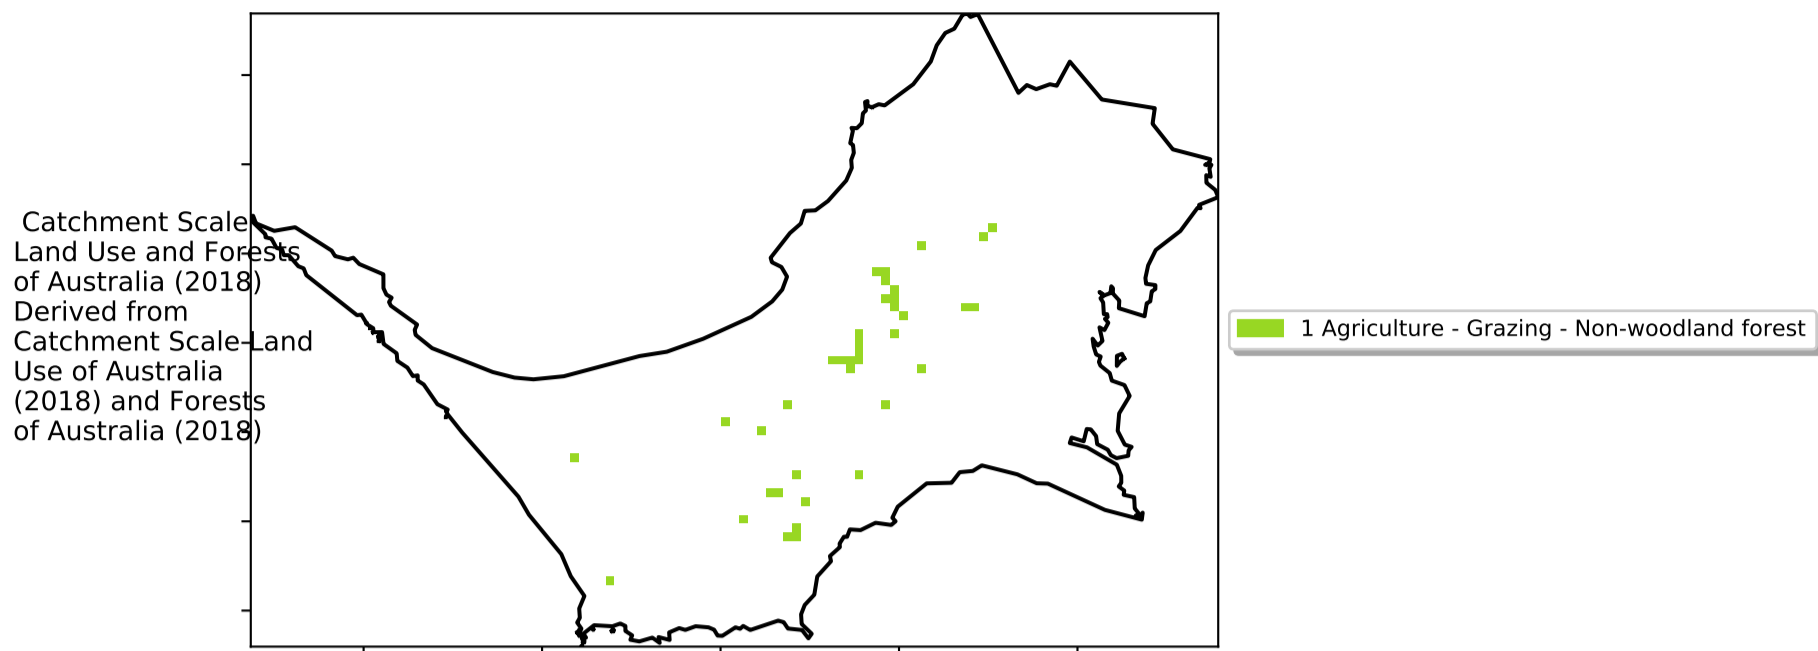 Catchment Scale
Land Use and Forests
of Australia (2018)
Derived from
Catchment Scale Land
Use of Australia
(2018) and Forests
of Australia (2018)
1 Agriculture - Grazing - Non-woodland forest